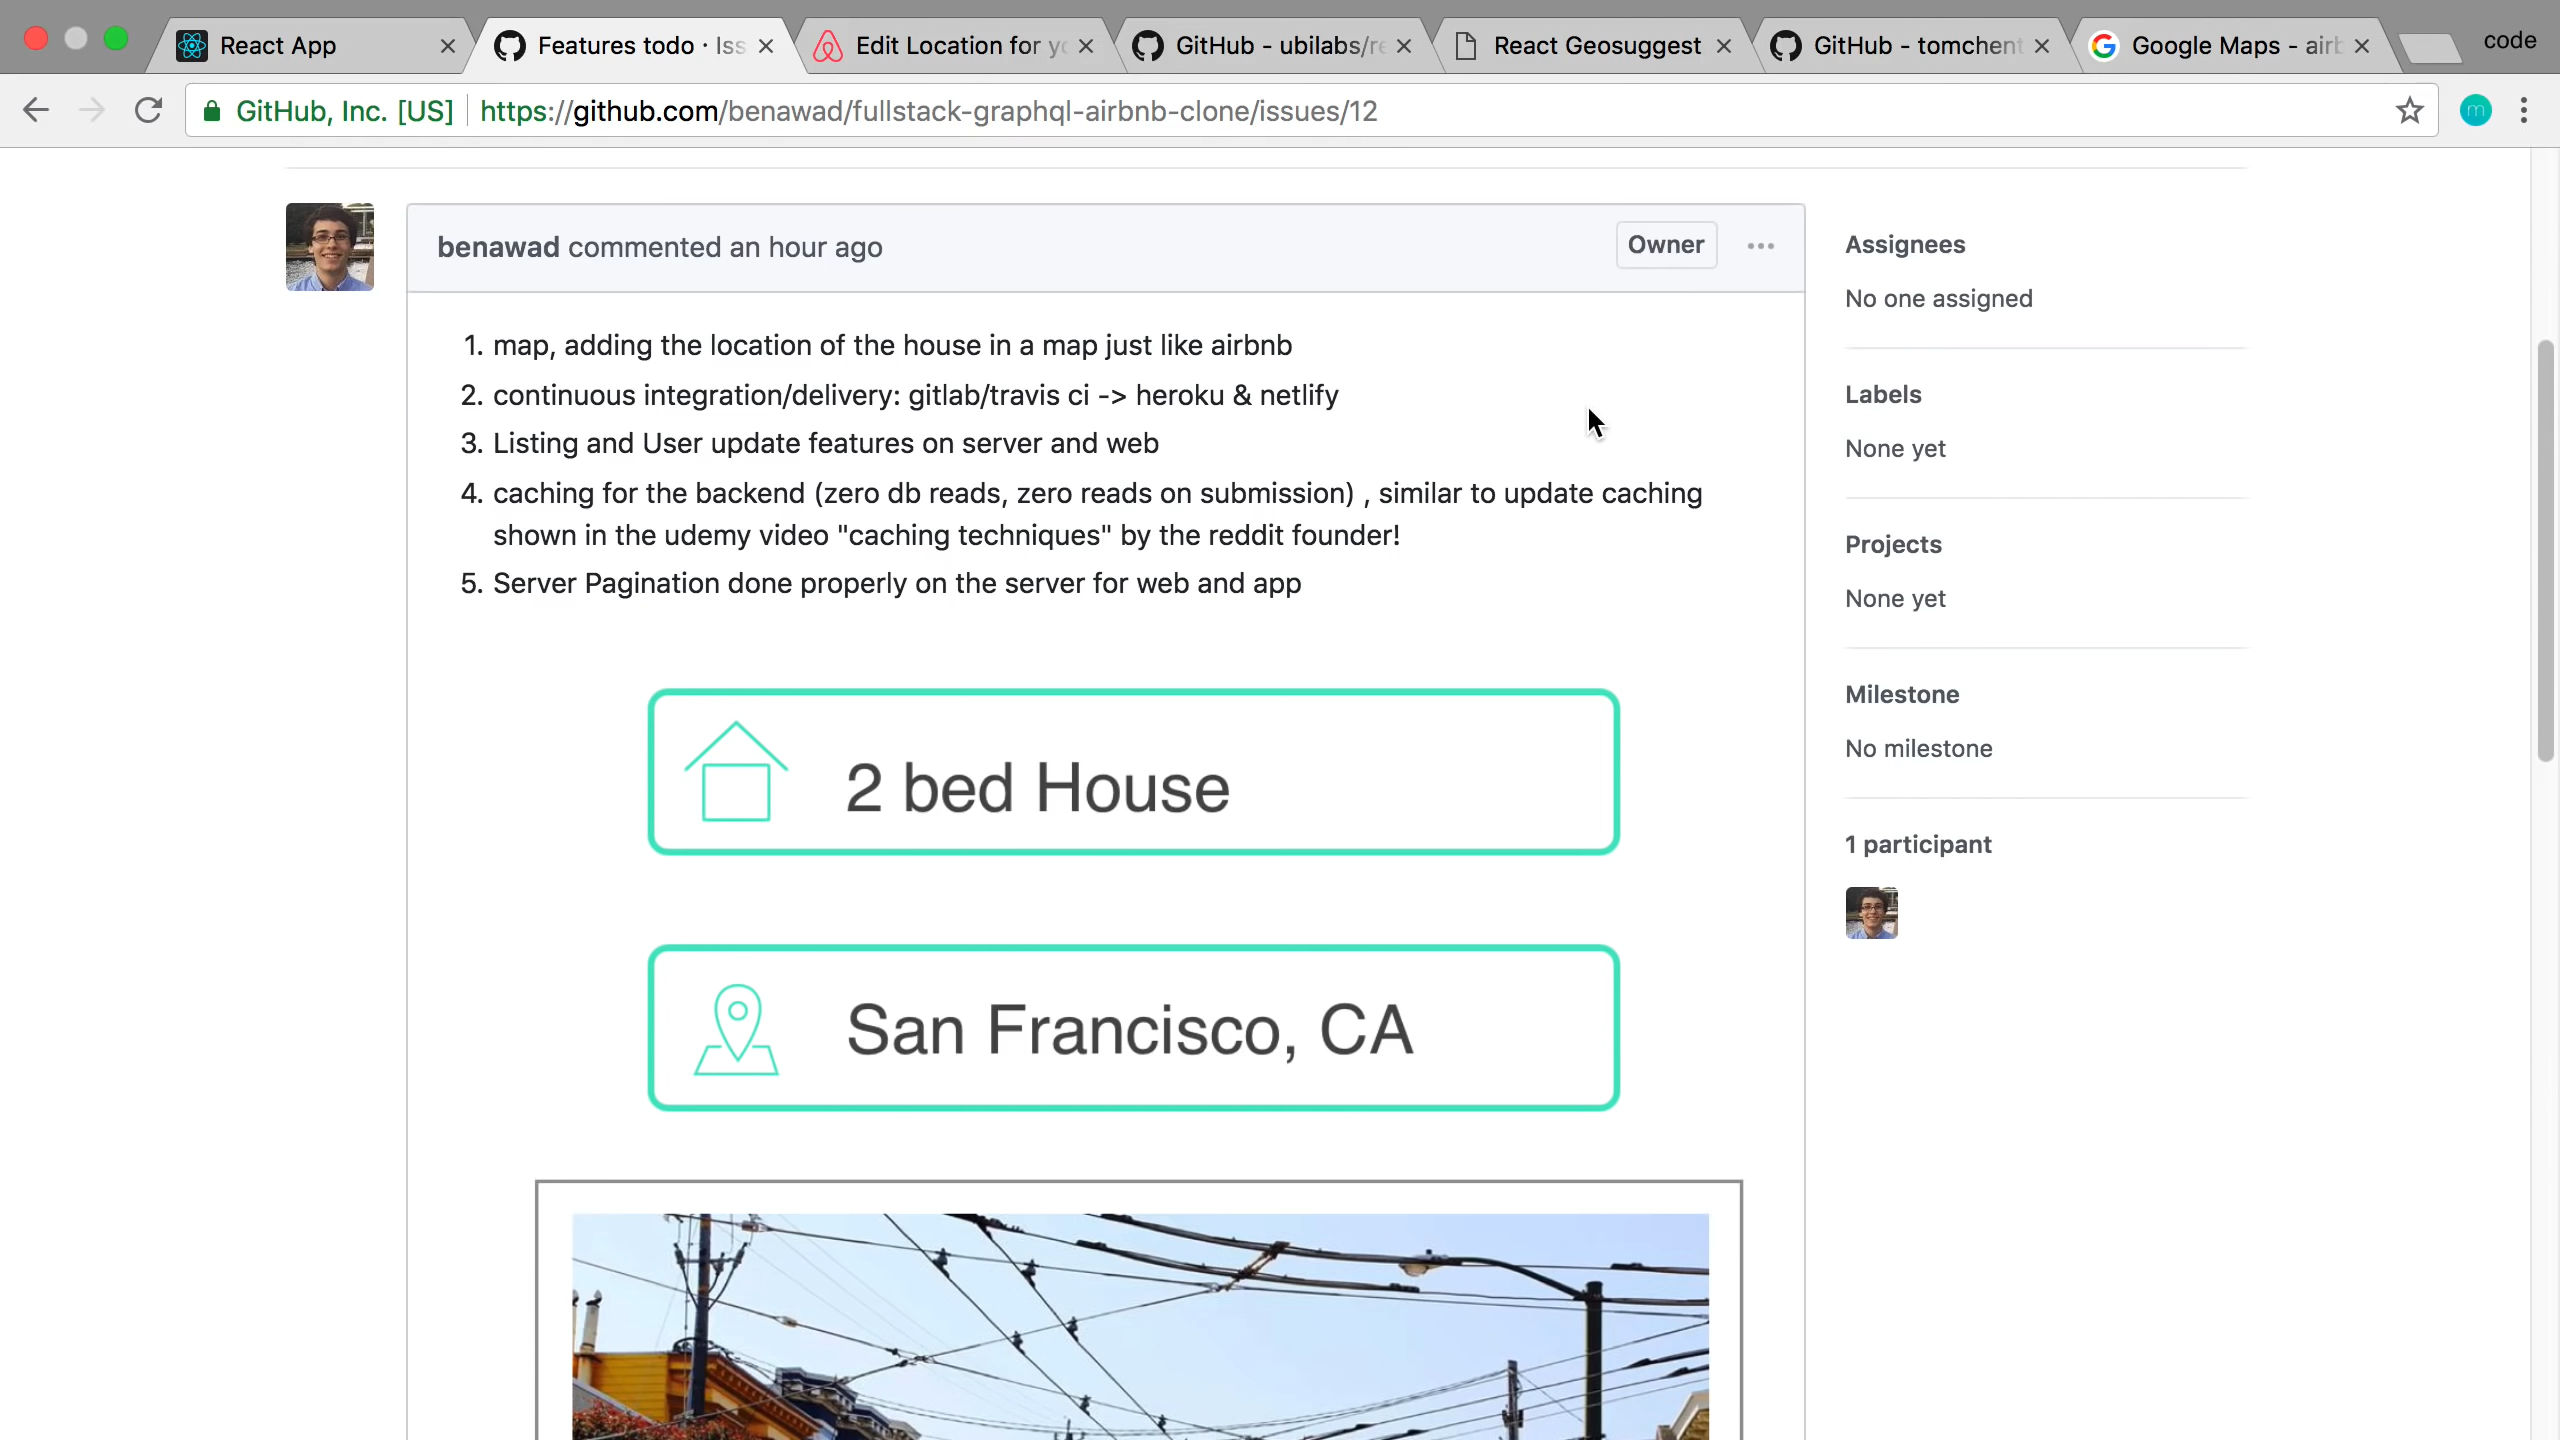 React App
Features todo · Iss
Edit Location for yo
GitHub - ubilabs/re
React Geosuggest
GitHub - tomchent
Google Maps - airb
code
GitHub, Inc. [US]
https://github.com/benawad/fullstack-graphql-airbnb-clone/issues/12
m
benawad commented an hour ago
Owner
1. map, adding the location of the house in a map just like airbnb
2. continuous integration/delivery: gitlab/travis ci -> heroku & netlify
3. Listing and User update features on server and web
4. caching for the backend (zero db reads, zero reads on submission) , similar to update caching
shown in the udemy video "caching techniques" by the reddit founder!
5. Server Pagination done properly on the server for web and app
2 bed House
San Francisco, CA
Assignees
No one assigned
Labels
None yet
Projects
None yet
Milestone
No milestone
1 participant